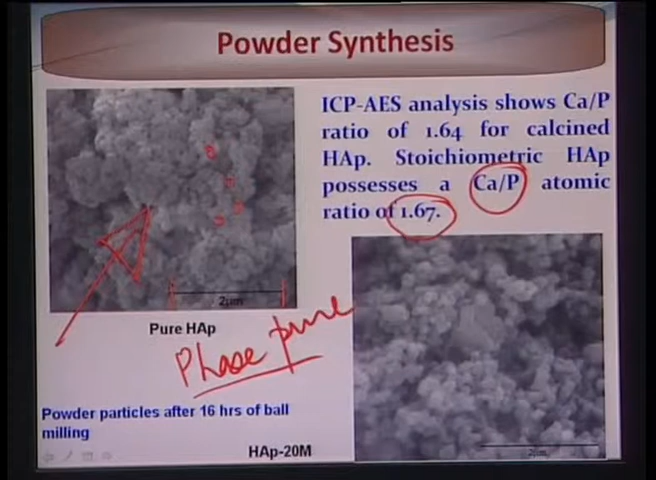 Powder Synthesis
ICP-AES analysis shows Ca/P
ratio of 1.64 for calcined
HAp. Stoichiometric HAp
possesses a Ca/P atomic
ratio of 1.67.
2µm
Pure HAp
Phase pure
Powder particles after 16 hrs of ball
milling
HAp-20M
2µm